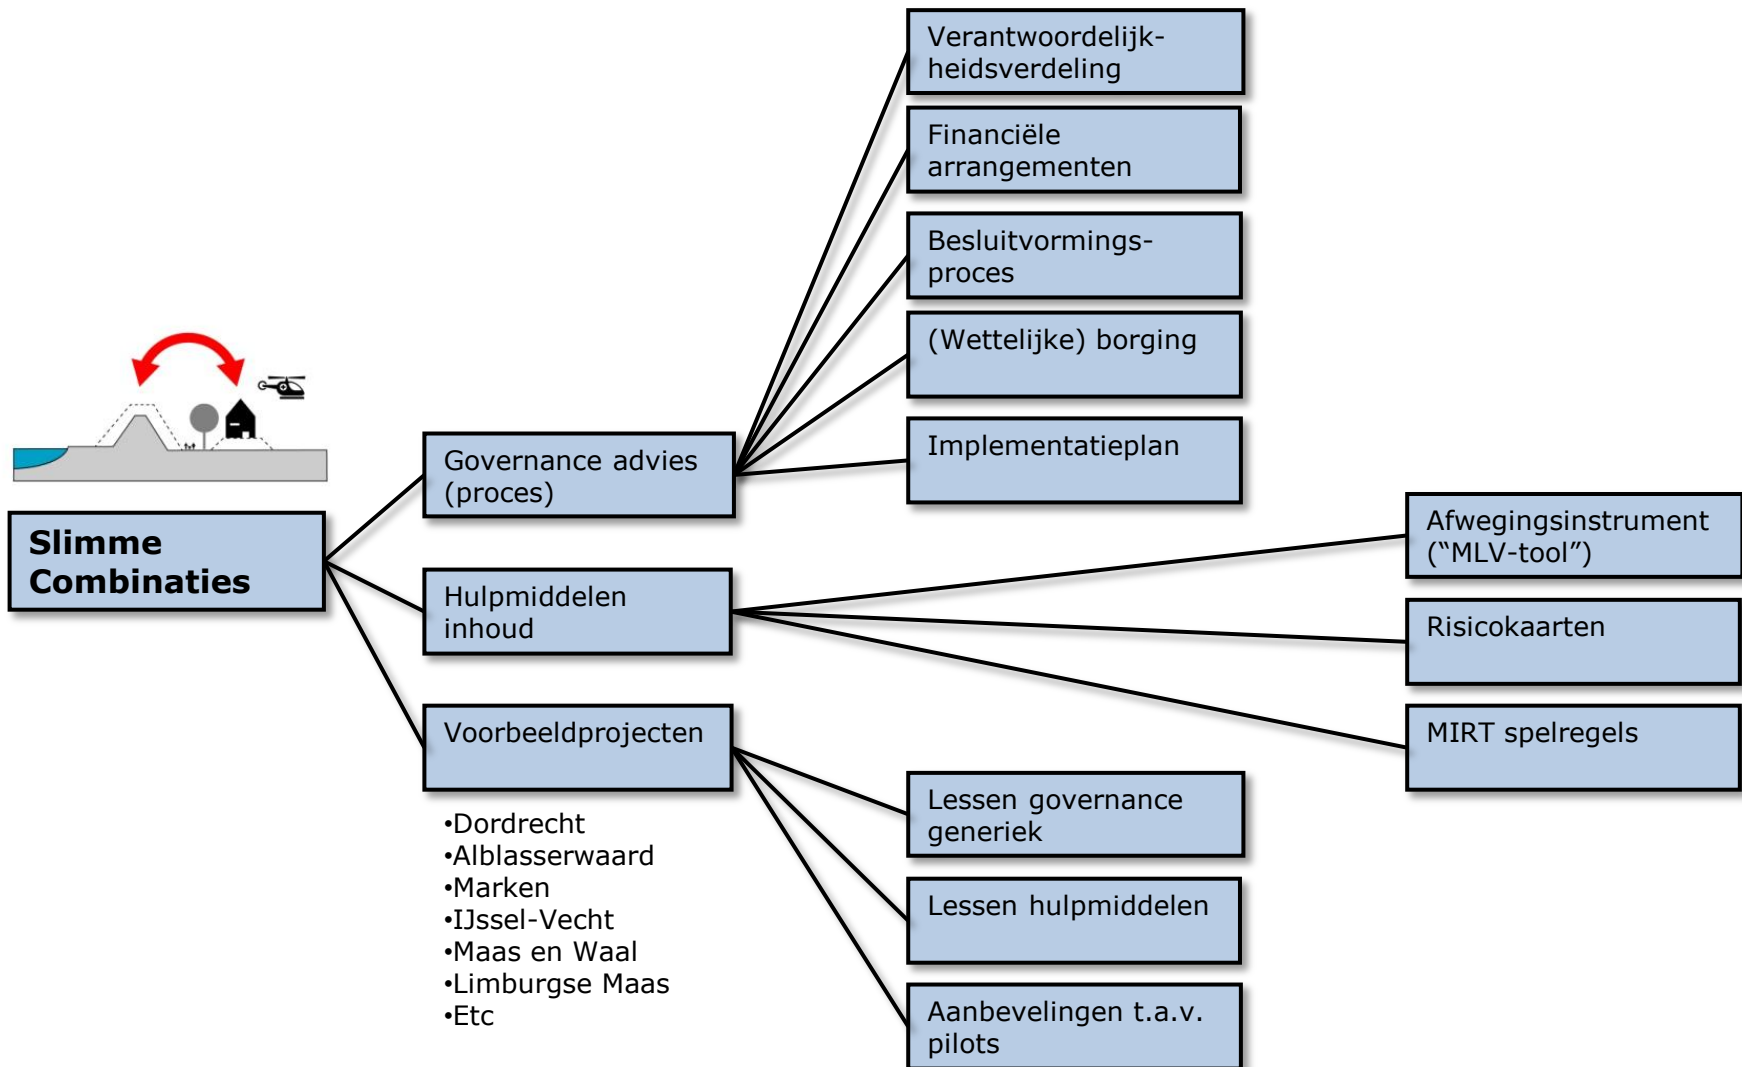 Slimme
Combinaties
Governance advies
(proces)
Verantwoordelijk-
heidsverdeling
Financiële
arrangementen
Besluitvormings-
proces
(Wettelijke) borging
Implementatieplan
Hulpmiddelen
inhoud
Afwegingsinstrument
(“MLV-tool”)
Risicokaarten
MIRT spelregels
Voorbeeldprojecten
•Dordrecht
•Alblasserwaard
•Marken
•IJssel-Vecht
•Maas en Waal
•Limburgse Maas
•Etc
Lessen governance
generiek
Lessen hulpmiddelen
Aanbevelingen t.a.v.
pilots